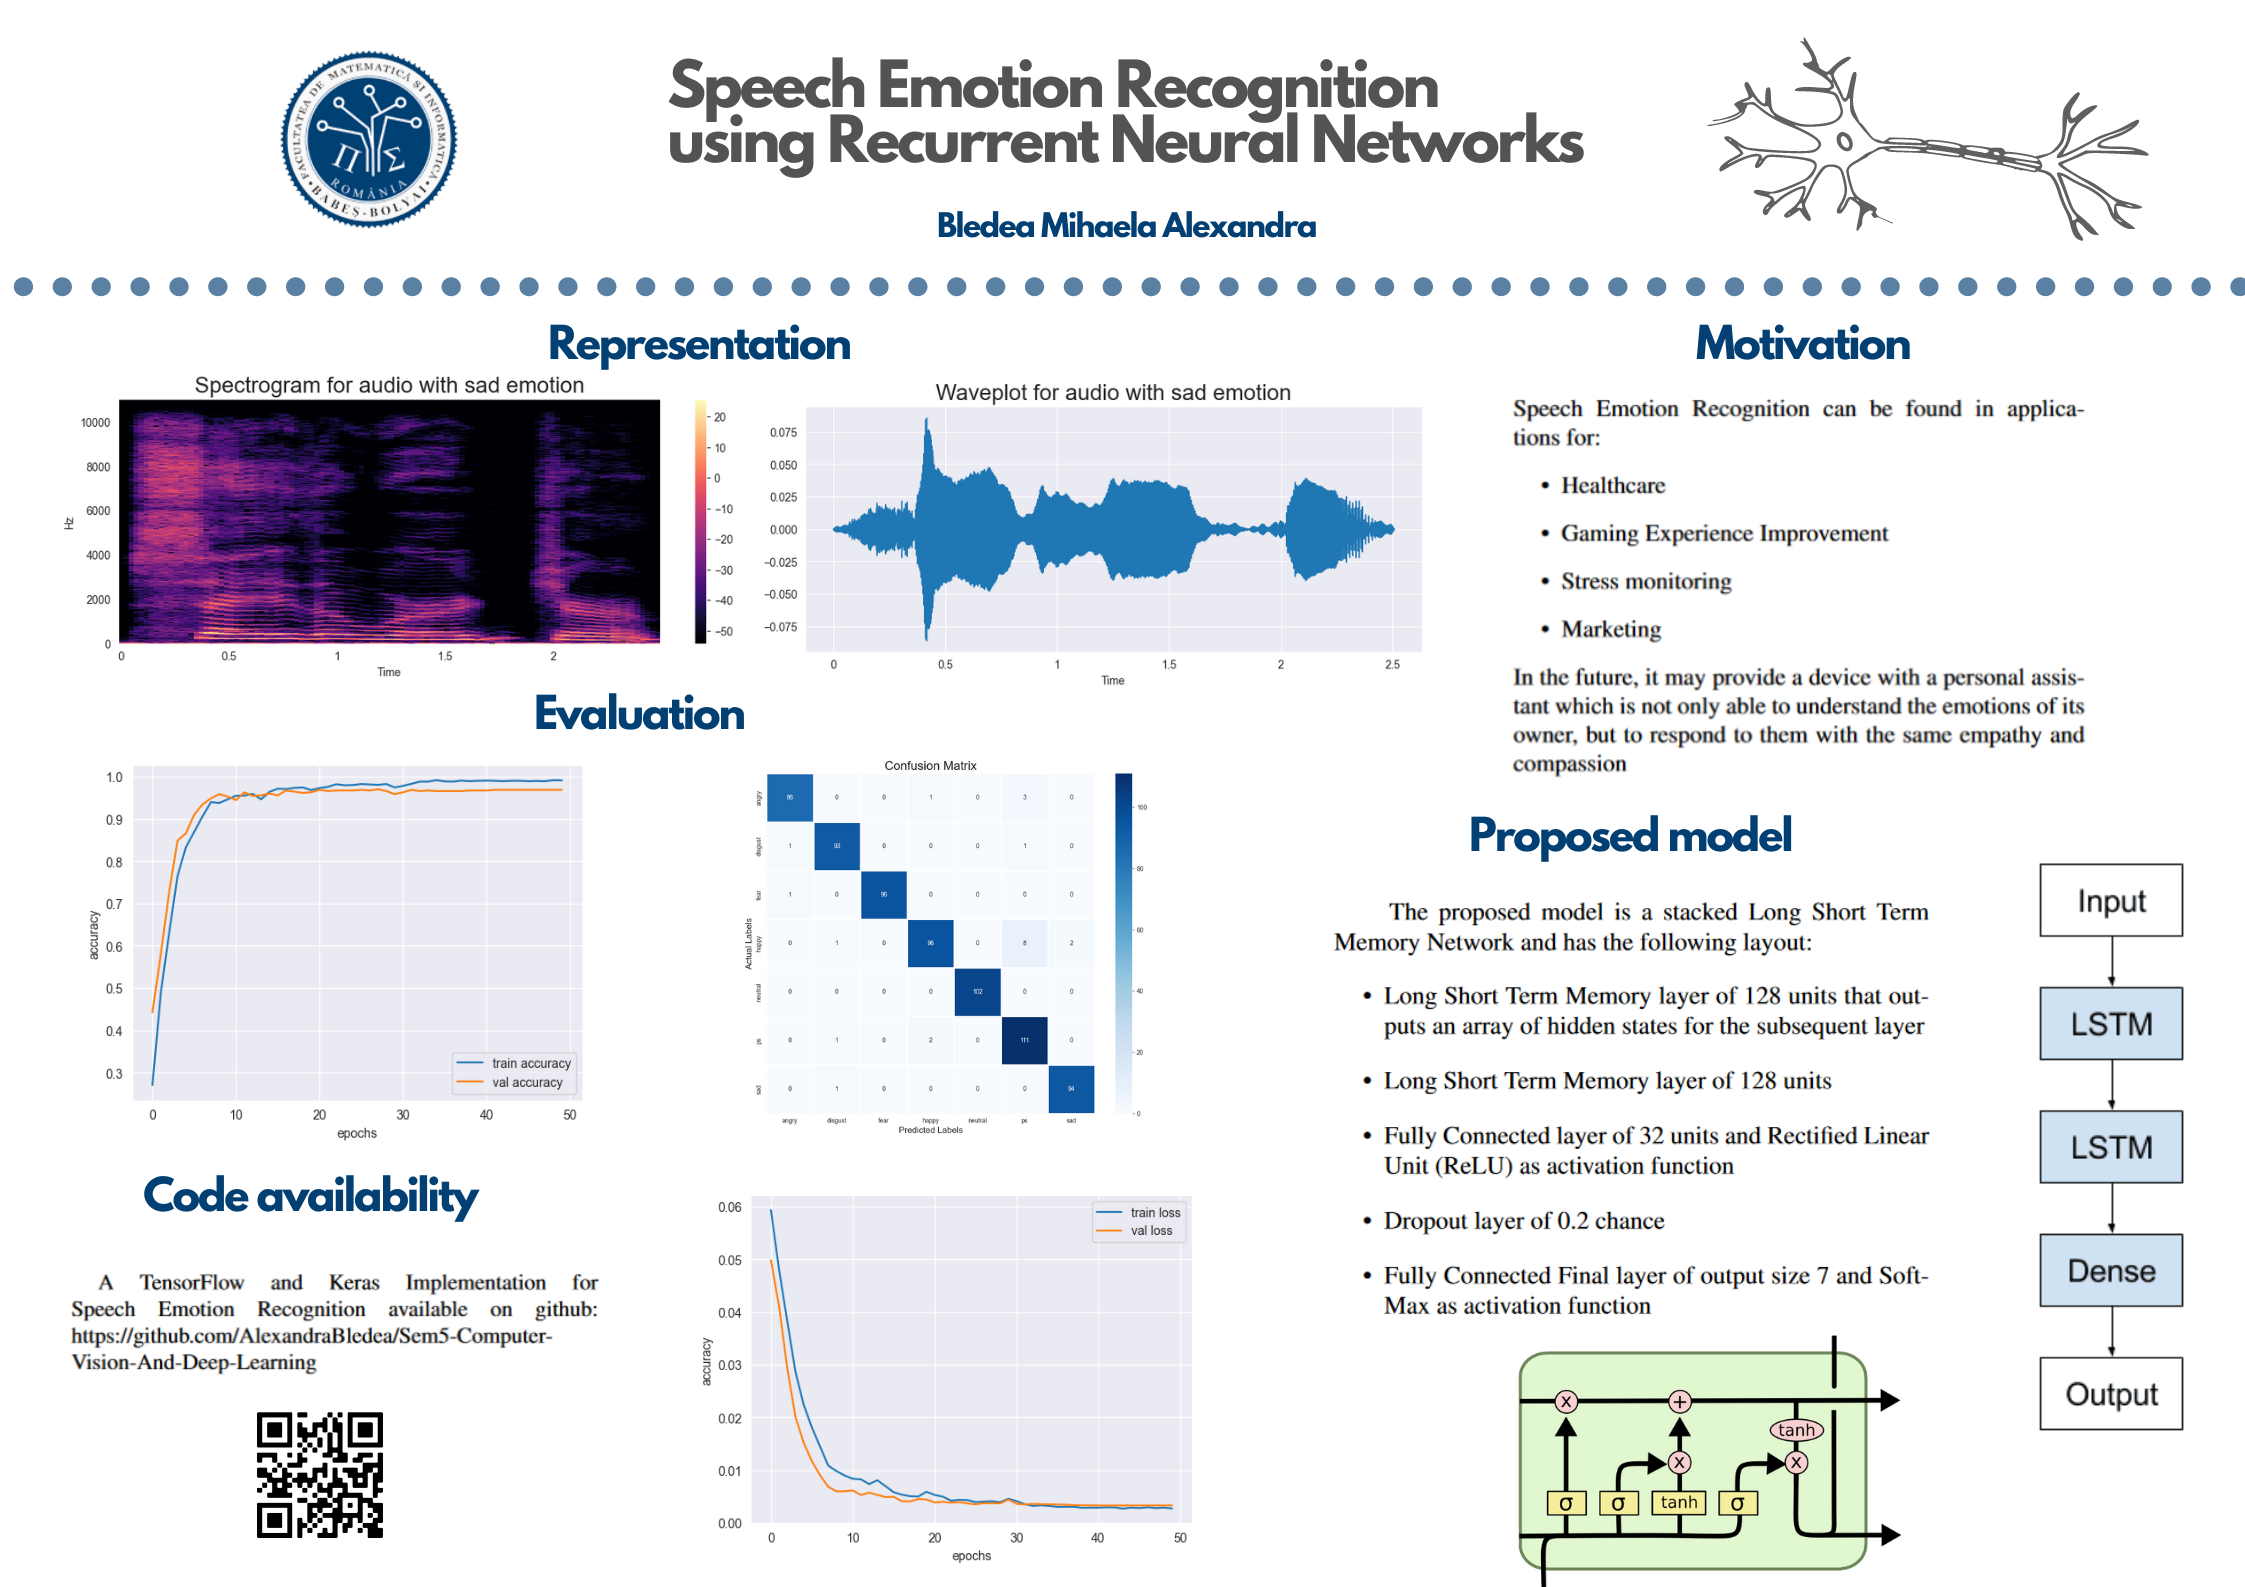 FACULTATEA DE MATEMATICĂ ȘI INFORMATICĂ
Π Σ
ROMÂNIA
• BABEȘ-BOLYAI •
Speech Emotion Recognition
using Recurrent Neural Networks
Bledea Mihaela Alexandra
Representation
Spectrogram for audio with sad emotion
10000
8000
6000
4000
2000
0
Hz
0 0.5 1 1.5 2
Time
20
10
0
−10
−20
−30
−40
−50
Waveplot for audio with sad emotion
0.075
0.050
0.025
0.000
−0.025
−0.050
−0.075
0 0.5 1 1.5 2 2.5
Time
Evaluation
1.0
0.9
0.8
0.7
0.6
0.5
0.4
0.3
accuracy
train accuracy
val accuracy
0 10 20 30 40 50
epochs
Confusion Matrix
Actual Labels
angry 86 0 0 1 0 3 0
disgust 1 93 0 0 0 1 0
fear 1 0 96 0 0 0 0
happy 0 1 0 96 0 8 2
neutral 0 0 0 0 102 0 0
ps 0 1 0 2 0 111 0
sad 0 1 0 0 0 0 94
angry disgust fear happy neutral ps sad
Predicted Labels
100
80
60
40
20
0
Code availability
A TensorFlow and Keras Implementation for
Speech Emotion Recognition available on github:
https://github.com/AlexandraBledea/Sem5-Computer-
Vision-And-Deep-Learning
0.06
0.05
0.04
0.03
0.02
0.01
0.00
accuracy
train loss
val loss
0 10 20 30 40 50
epochs
Motivation
Speech Emotion Recognition can be found in applica-
tions for:
• Healthcare
• Gaming Experience Improvement
• Stress monitoring
• Marketing
In the future, it may provide a device with a personal assis-
tant which is not only able to understand the emotions of its
owner, but to respond to them with the same empathy and
compassion
Proposed model
The proposed model is a stacked Long Short Term
Memory Network and has the following layout:
• Long Short Term Memory layer of 128 units that out-
puts an array of hidden states for the subsequent layer
• Long Short Term Memory layer of 128 units
• Fully Connected layer of 32 units and Rectified Linear
Unit (ReLU) as activation function
• Dropout layer of 0.2 chance
• Fully Connected Final layer of output size 7 and Soft-
Max as activation function
Input
LSTM
LSTM
Dense
Output
x +
tanh
x x
σ σ tanh σ